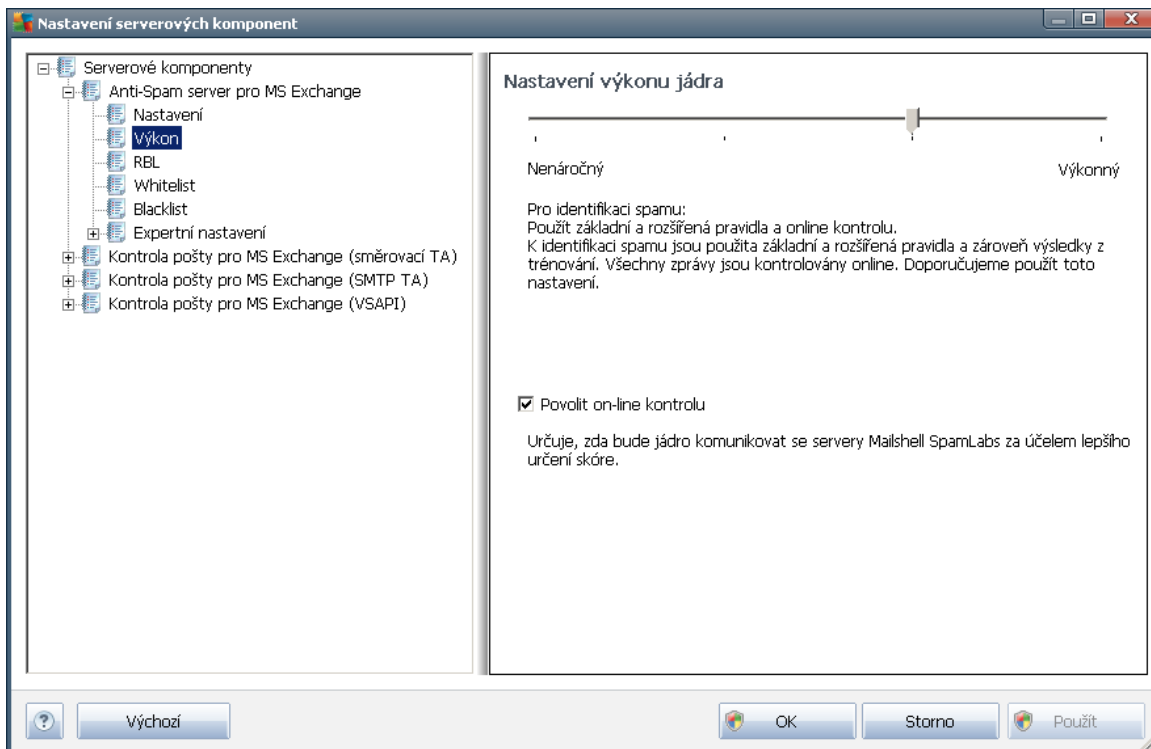 Nastavení serverových komponent
Serverové komponenty
Anti-Spam server pro MS Exchange
Nastavení
Výkon
RBL
Whitelist
Blacklist
Expertní nastavení
Kontrola pošty pro MS Exchange (směrovací TA)
Kontrola pošty pro MS Exchange (SMTP TA)
Kontrola pošty pro MS Exchange (VSAPI)
Nastavení výkonu jádra
Nenáročný
Výkonný
Pro identifikaci spamu:
Použít základní a rozšířená pravidla a online kontrolu.
K identifikaci spamu jsou použita základní a rozšířená pravidla a zároveň výsledky z
trénování. Všechny zprávy jsou kontrolovány online. Doporučujeme použít toto
nastavení.
Povolit on-line kontrolu
Určuje, zda bude jádro komunikovat se servery Mailshell SpamLabs za účelem lepšího
určení skóre.
?
Výchozí
OK
Storno
Použít